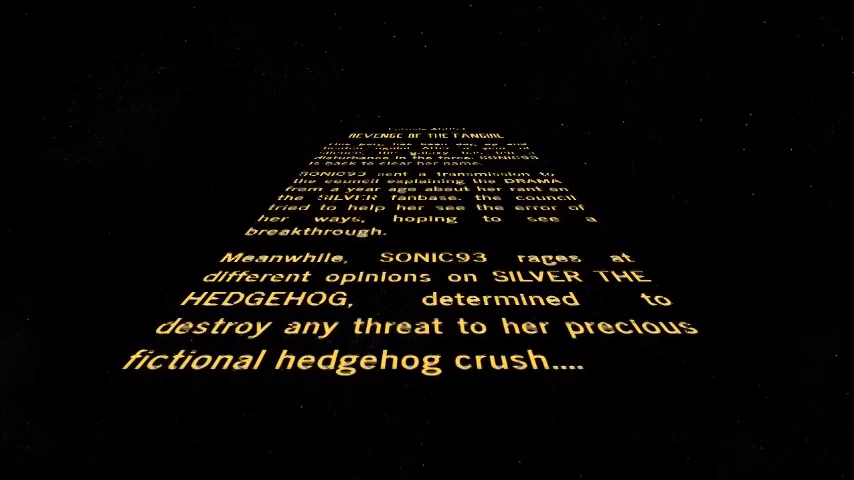 REVENGE OF THE FANGIRL
disturbance in the force. SONIC93
is back to clear her name.
SONIC93 sent a transmission to
the council explaining the DRAMA
from a year ago about her rant on
the SILVER fanbase. the council
tried to help her see the error of
her ways, hoping to see a
breakthrough.
Meanwhile, SONIC93 rages at
different opinions on SILVER THE
HEDGEHOG, determined to
destroy any threat to her precious
fictional hedgehog crush....